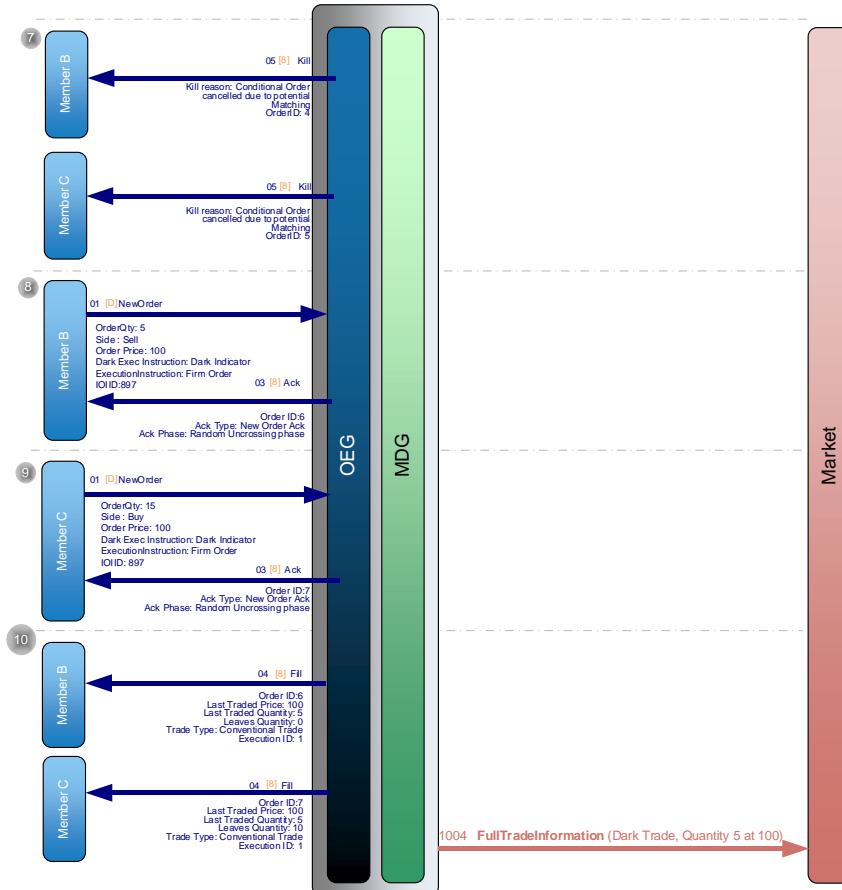 7
Member B
05 [8] Kill
Kill reason: Conditional Order
cancelled due to potential
Matching
OrderID: 4
Member C
05 [8] Kill
Kill reason: Conditional Order
cancelled due to potential
Matching
OrderID: 5
8
Member B
01 [D]NewOrder
OrderQty: 5
Side : Sell
Order Price: 100
Dark Exec Instruction: Dark Indicator
ExecutionInstruction: Firm Order
IOIID:897
03 [8] Ack
Order ID:6
Ack Type: New Order Ack
Ack Phase: Random Uncrossing phase
OEG
MDG
Market
9
Member C
01 [D]NewOrder
OrderQty: 15
Side : Buy
Order Price: 100
Dark Exec Instruction: Dark Indicator
ExecutionInstruction: Firm Order
IOIID: 897
03 [8] Ack
Order ID:7
Ack Type: New Order Ack
Ack Phase: Random Uncrossing phase
10
Member B
04 [8] Fill
Order ID:6
Last Traded Price: 100
Last Traded Quantity: 5
Leaves Quantity: 0
Trade Type: Conventional Trade
Execution ID: 1
Member C
04 [8] Fill
Order ID:7
Last Traded Price: 100
Last Traded Quantity: 5
Leaves Quantity: 10
Trade Type: Conventional Trade
Execution ID: 1
1004 FullTradeInformation (Dark Trade, Quantity 5 at 100)